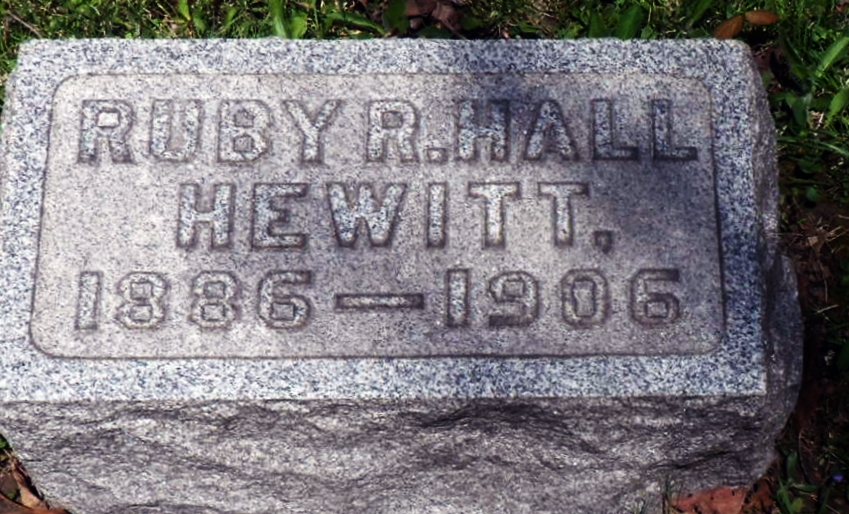 RUBY R. HALL
HEWITT,
1886—1906